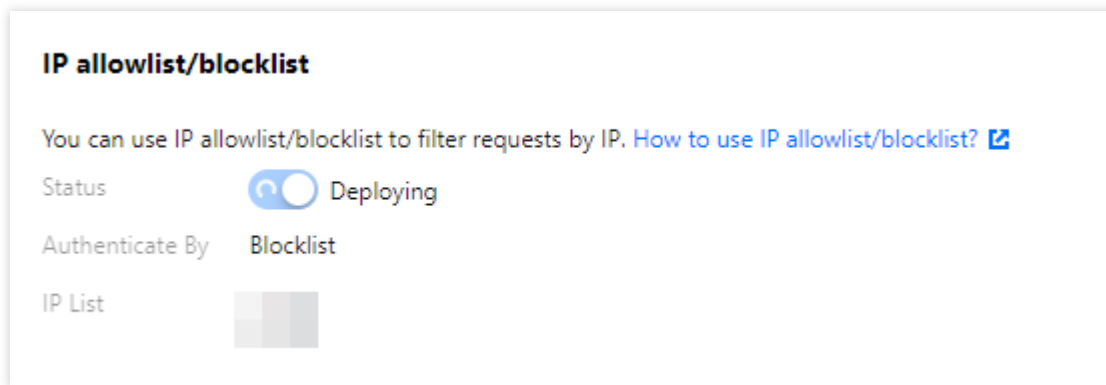 IP allowlist/blocklist
You can use IP allowlist/blocklist to filter requests by IP. How to use IP allowlist/blocklist?
Status Deploying
Authenticate By Blocklist
IP List